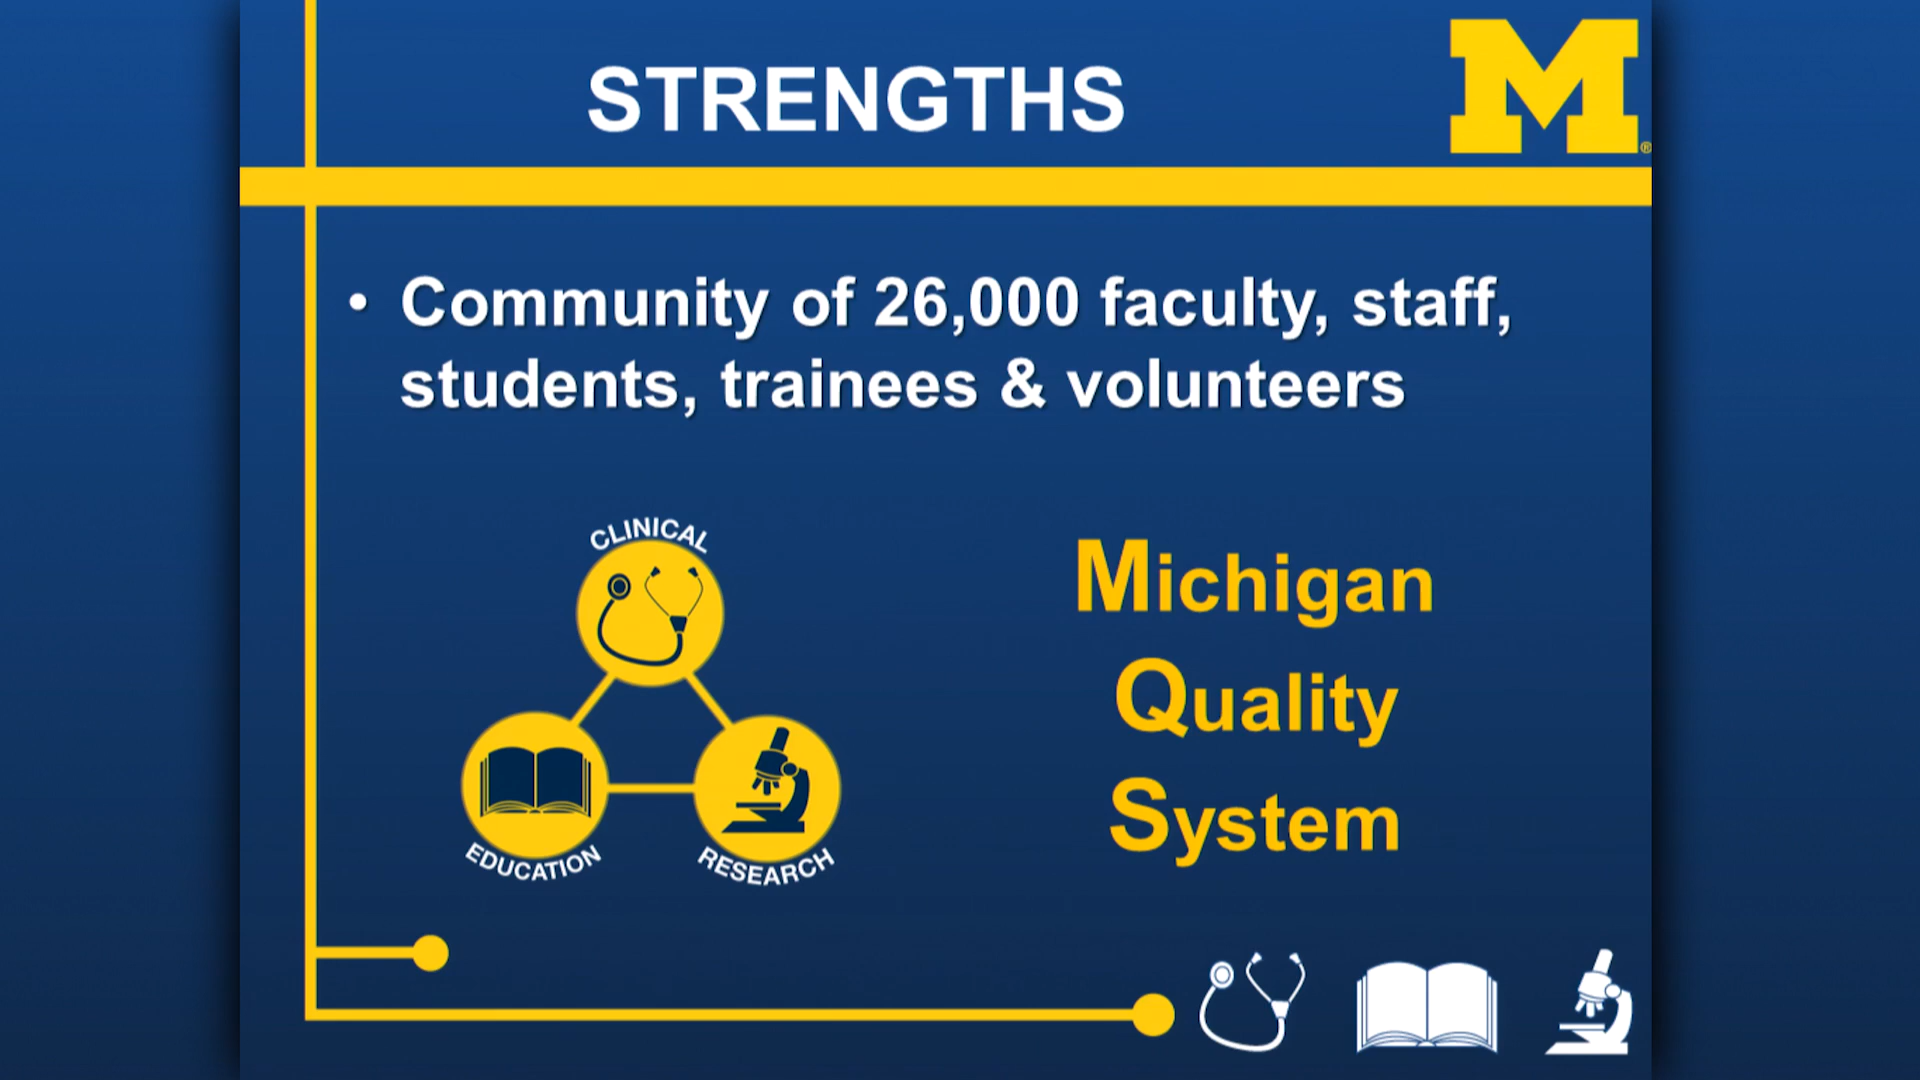 STRENGTHS
M
®
• Community of 26,000 faculty, staff,
students, trainees & volunteers
CLINICAL
EDUCATION
RESEARCH
Michigan
Quality
System